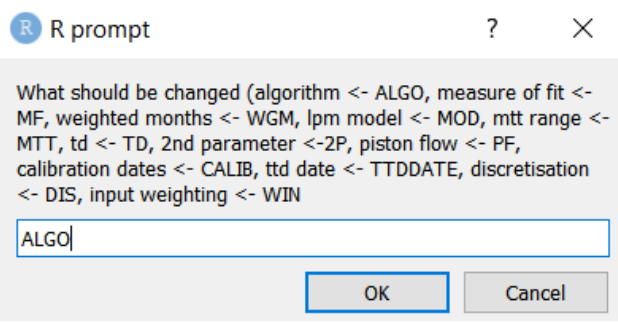 R R prompt ?
What should be changed (algorithm <- ALGO, measure of fit <-
MF, weighted months <- WGM, lpm model <- MOD, mtt range <-
MTT, td <- TD, 2nd parameter <-2P, piston flow <- PF,
calibration dates <- CALIB, ttd date <- TTDDATE, discretisation
<- DIS, input weighting <- WIN
ALGO
OK Cancel